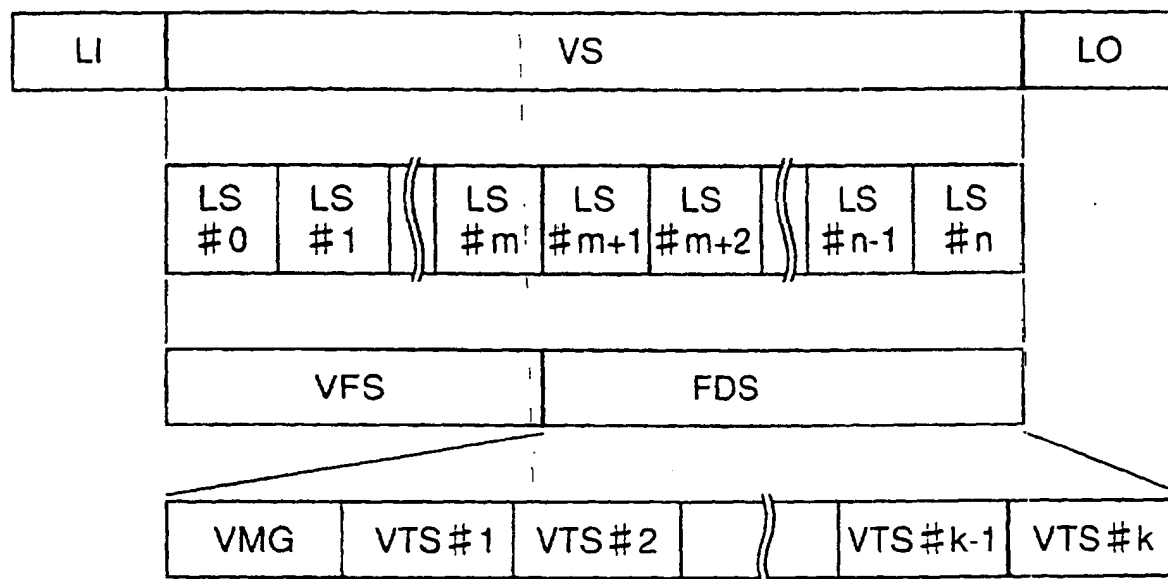 LI VS LO
LS #0 LS #1 LS #m LS #m+1 LS #m+2 LS #n-1 LS #n
VFS FDS
VMG VTS#1 VTS#2 VTS#k-1 VTS#k